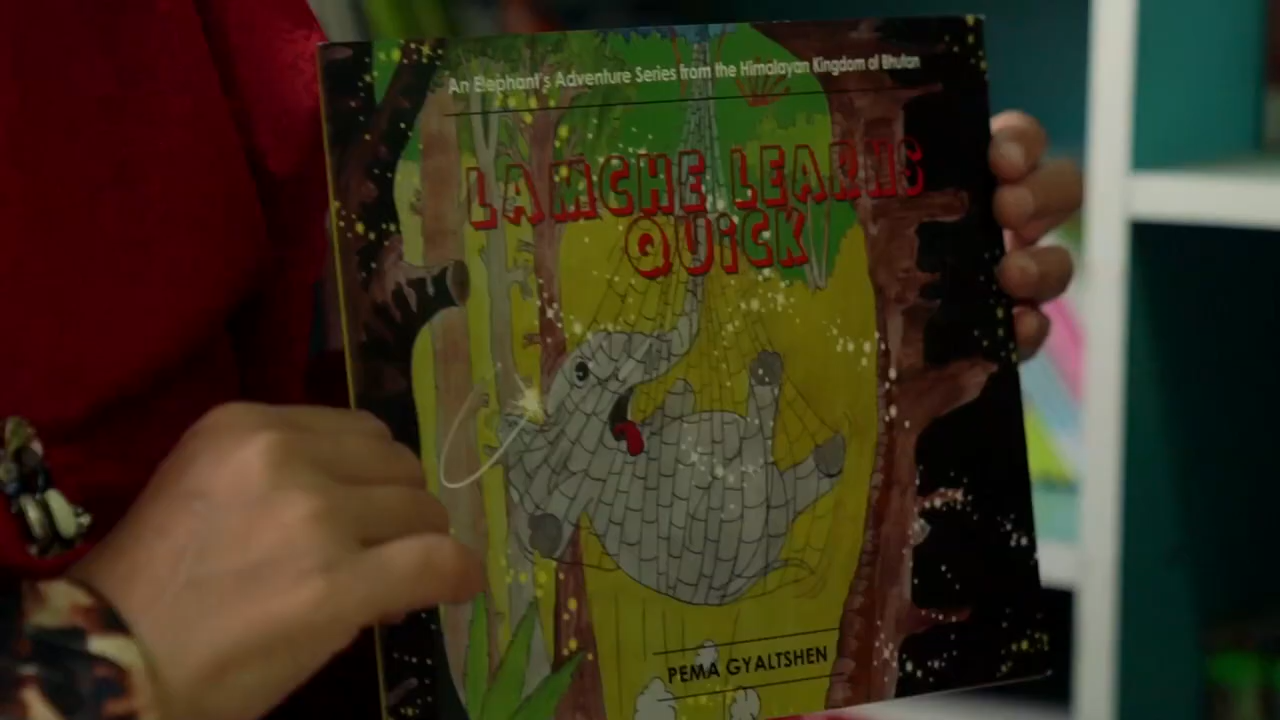 An Elephant's Adventure Series from the Himalayan Kingdom of Bhutan
LAMCHE LEARNS
QUiCK
PEMA GYALTSHEN